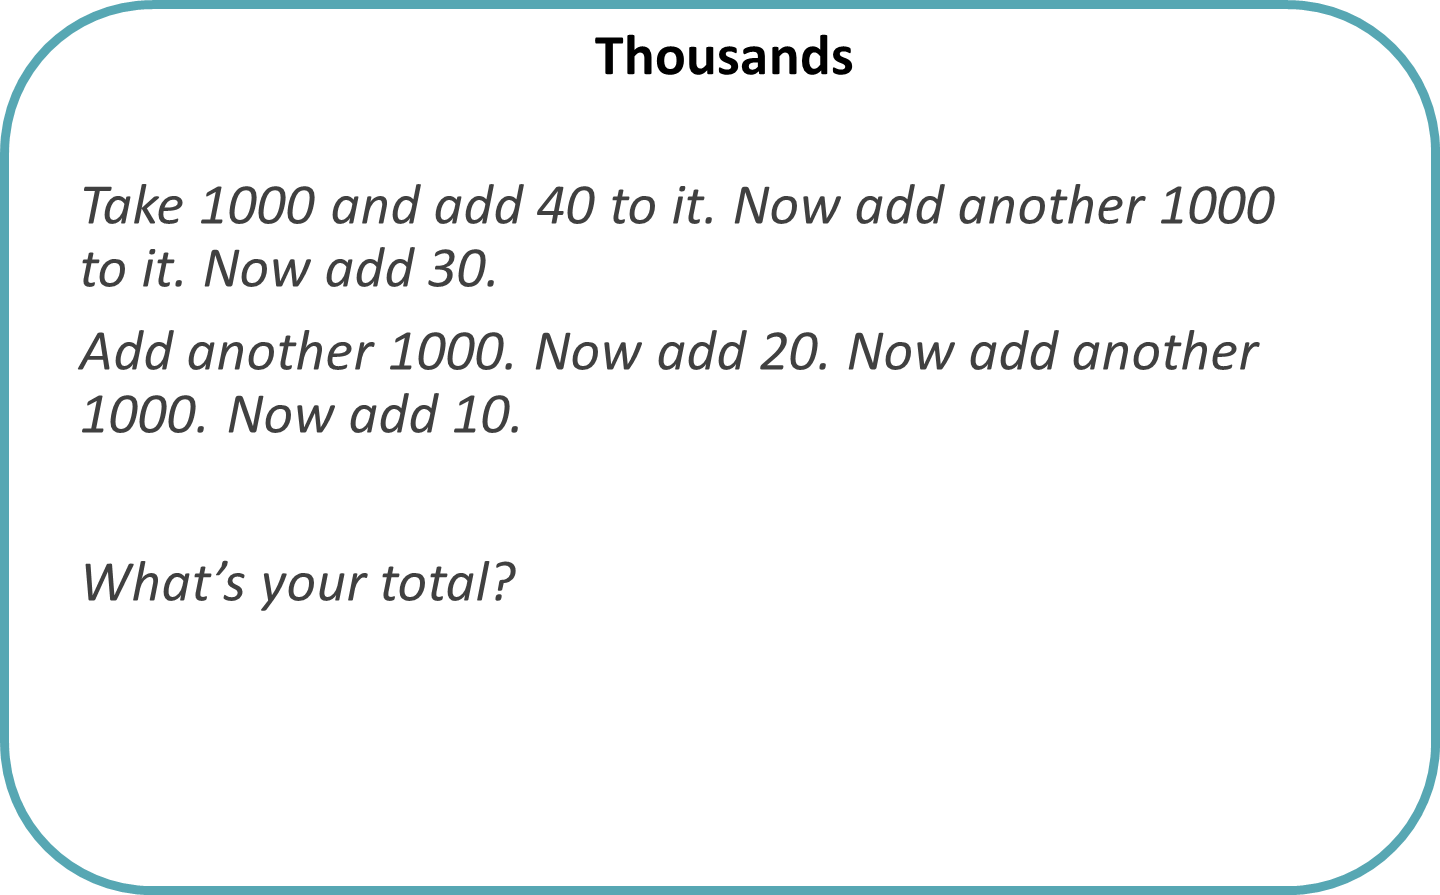 Thousands
Take 1000 and add 40 to it. Now add another 1000
to it. Now add 30.
Add another 1000. Now add 20. Now add another
1000. Now add 10.
What’s your total?